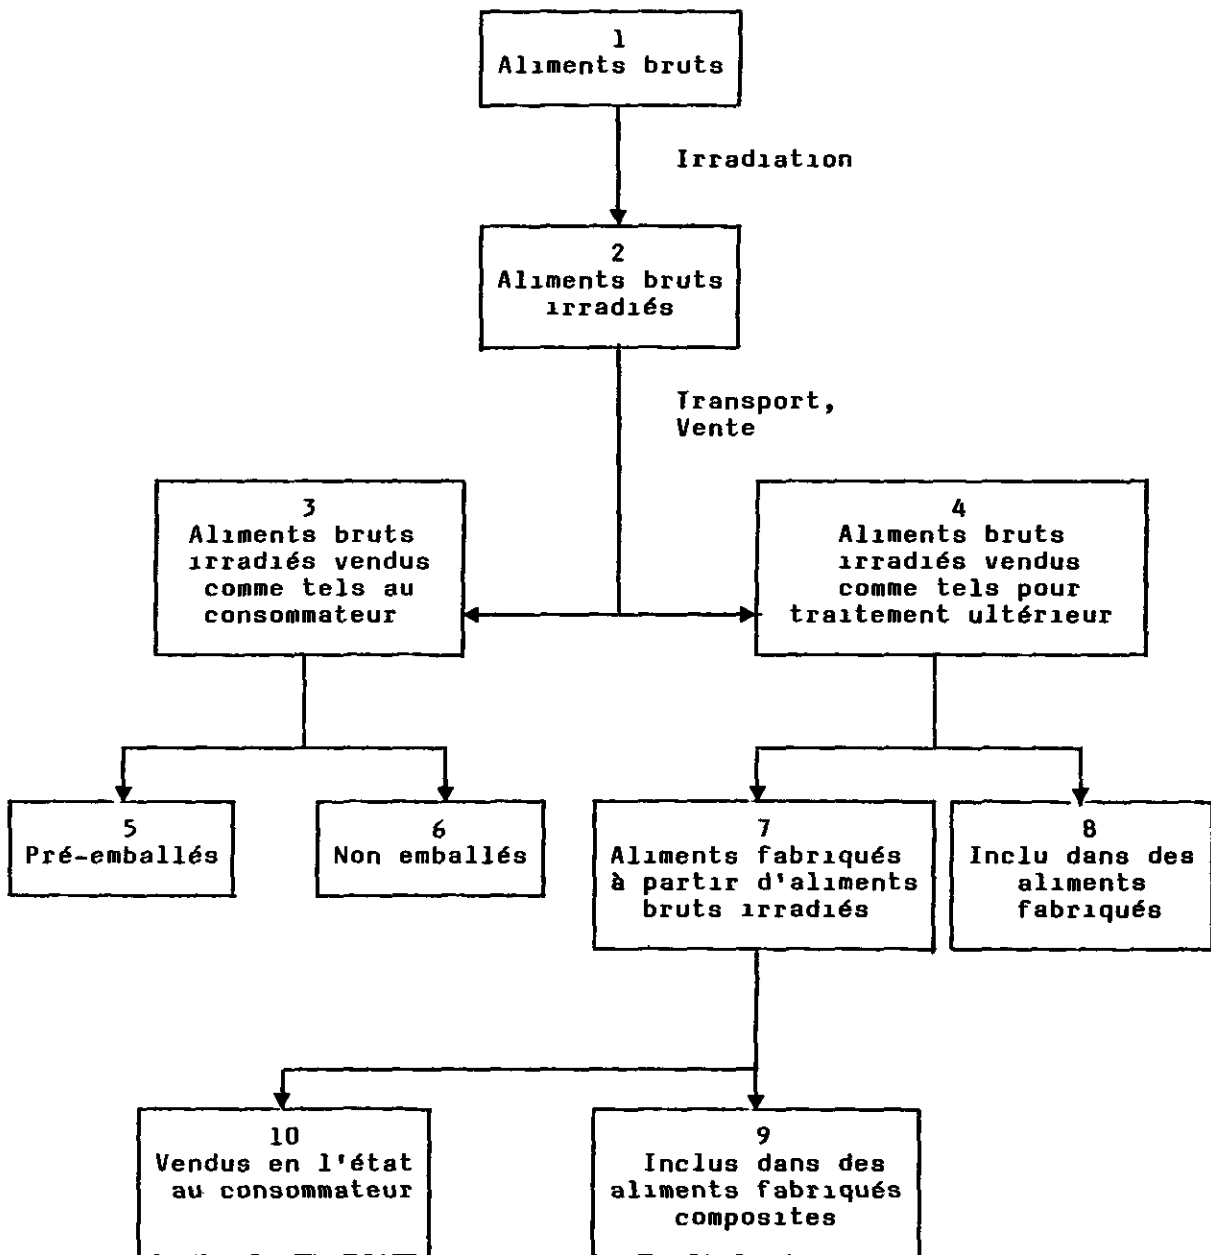 1
Aliments bruts
Irradiation
2
Aliments bruts
irradiés
Transport,
Vente
3
Aliments bruts
irradiés vendus
comme tels au
consommateur
4
Aliments bruts
irradiés vendus
comme tels pour
traitement ultérieur
5
Pré-emballés
6
Non emballés
7
Aliments fabriqués
à partir d'aliments
bruts irradiés
8
Inclu dans des
aliments
fabriqués
10
Vendus en l'état
au consommateur
9
Inclus dans des
aliments fabriqués
composites